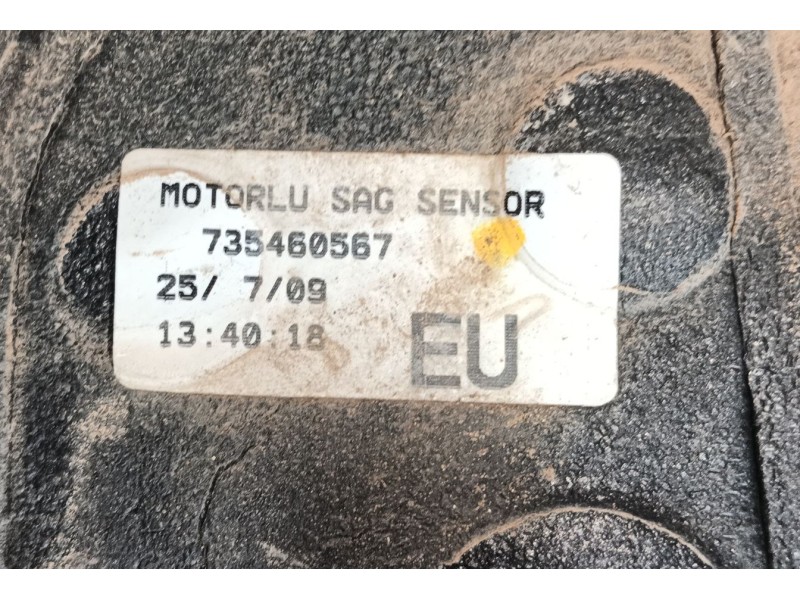 MOTORLU SAG SENSOR
735460567
25/ 7/09
13:40:18
EU